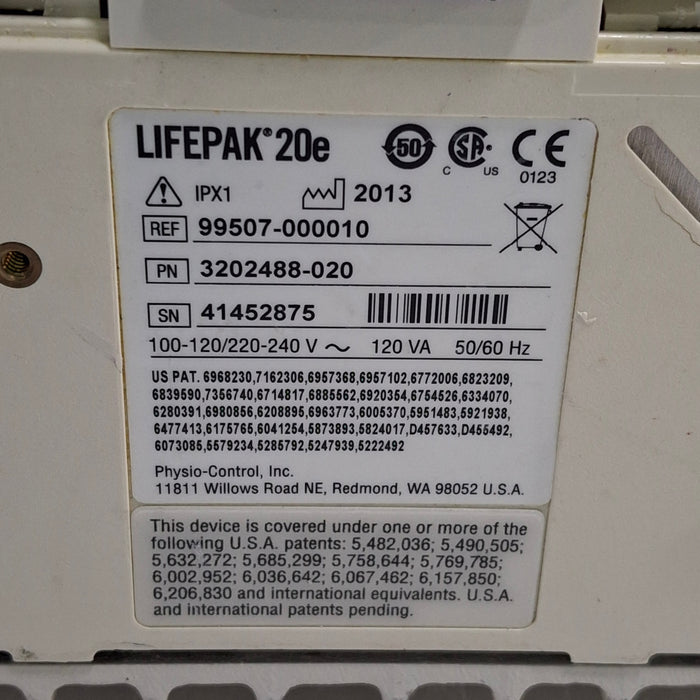 LIFEPAK® 20e
50 SA® C US CE 0123
IPX1 2013
REF 99507-000010
PN 3202488-020
SN 41452875
100-120/220-240 V ~ 120 VA 50/60 Hz
US PAT. 6968230,7162306,6957368,6957102,6772006,6823209,
6839590,7356740,6714817,6885562,6920354,6754526,6334070,
6280391,6980856,6208895,6963773,6005370,5951483,5921938,
6477413,6175765,6041254,5873893,5824017,D457633,D455492,
6073085,5579234,5285792,5247939,5222492
Physio-Control, Inc.
11811 Willows Road NE, Redmond, WA 98052 U.S.A.
This device is covered under one or more of the
following U.S.A. patents: 5,482,036; 5,490,505;
5,632,272; 5,685,299; 5,758,644; 5,769,785;
6,002,952; 6,036,642; 6,067,462; 6,157,850;
6,206,830 and international equivalents. U.S.A.
and international patents pending.